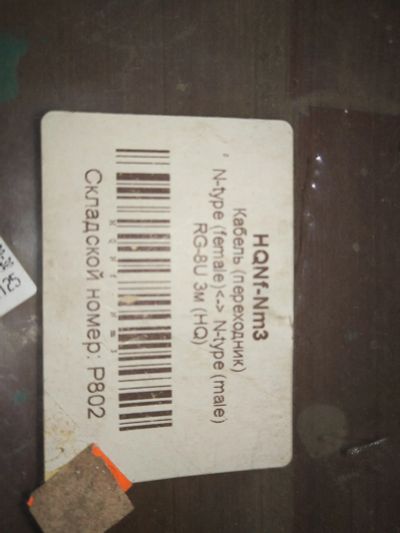 HQNf-Nm3
Кабель (переходник)
N-type (female)<-> N-type (male)
RG-8U 3м (HQ)
Складской номер: P802